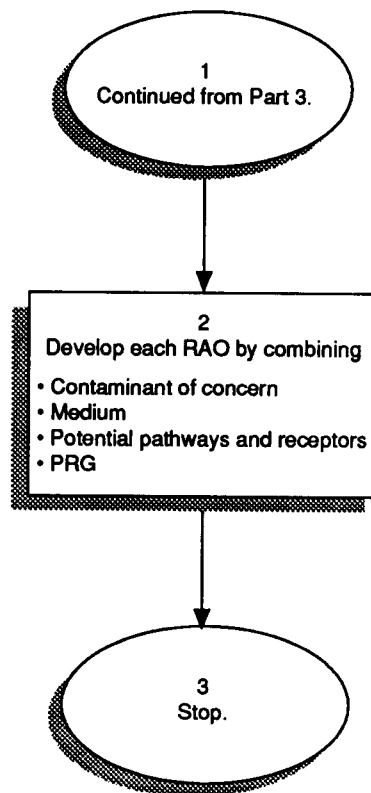 1
Continued from Part 3.
2
Develop each RAO by combining
• Contaminant of concern
• Medium
• Potential pathways and receptors
• PRG
3
Stop.